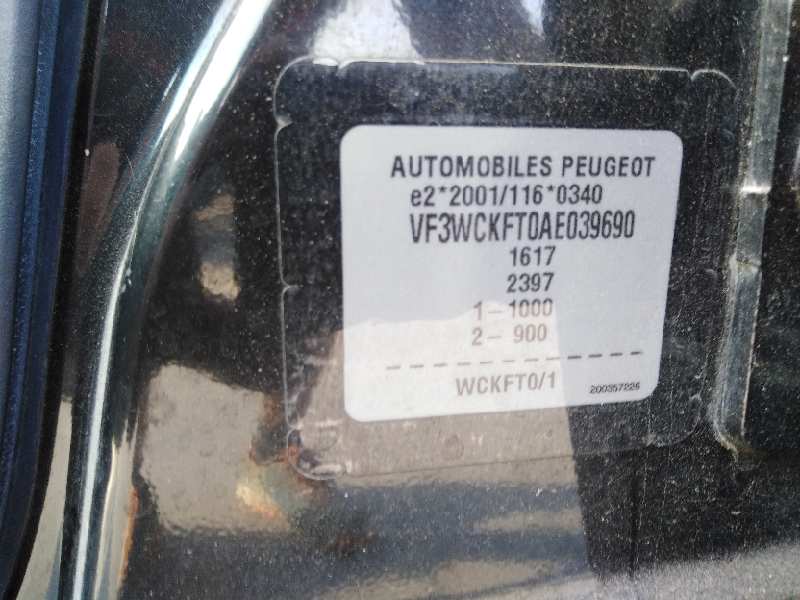 AUTOMOBILES PEUGEOT
e2*2001/116*0340
VF3WCKFT0AE039690
1617
2397
1- 1000
2- 900
WCKFT0/1
200357226